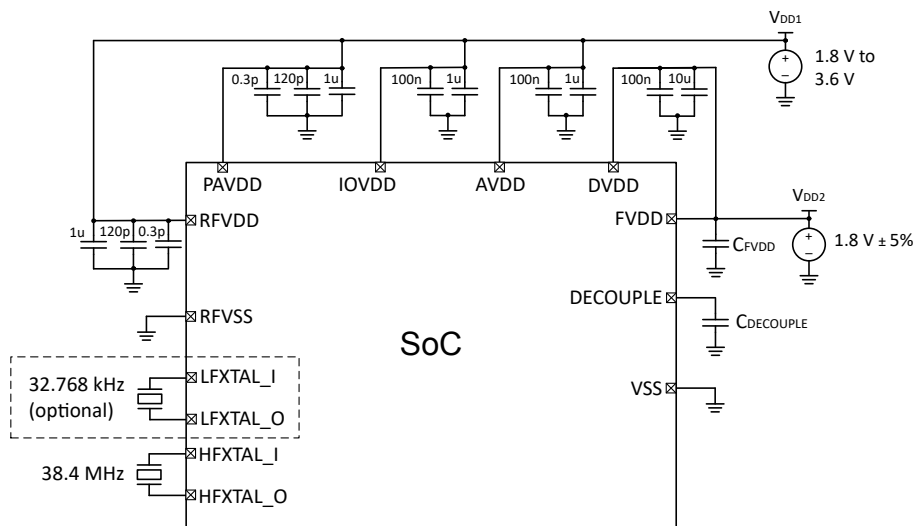 VDD1
1.8 V to
3.6 V
0.3p 120p 1u 100n 1u 100n 1u 100n 10u
PAVDD IOVDD AVDD DVDD
VDD2
RFVDD FVDD
1u 120p 0.3p
CFVDD
1.8 V ± 5%
DECOUPLE
RFVSS
CDECOUPLE
SoC
32.768 kHz
(optional)
LFXTAL_I
VSS
LFXTAL_O
HFXTAL_I
38.4 MHz
HFXTAL_O